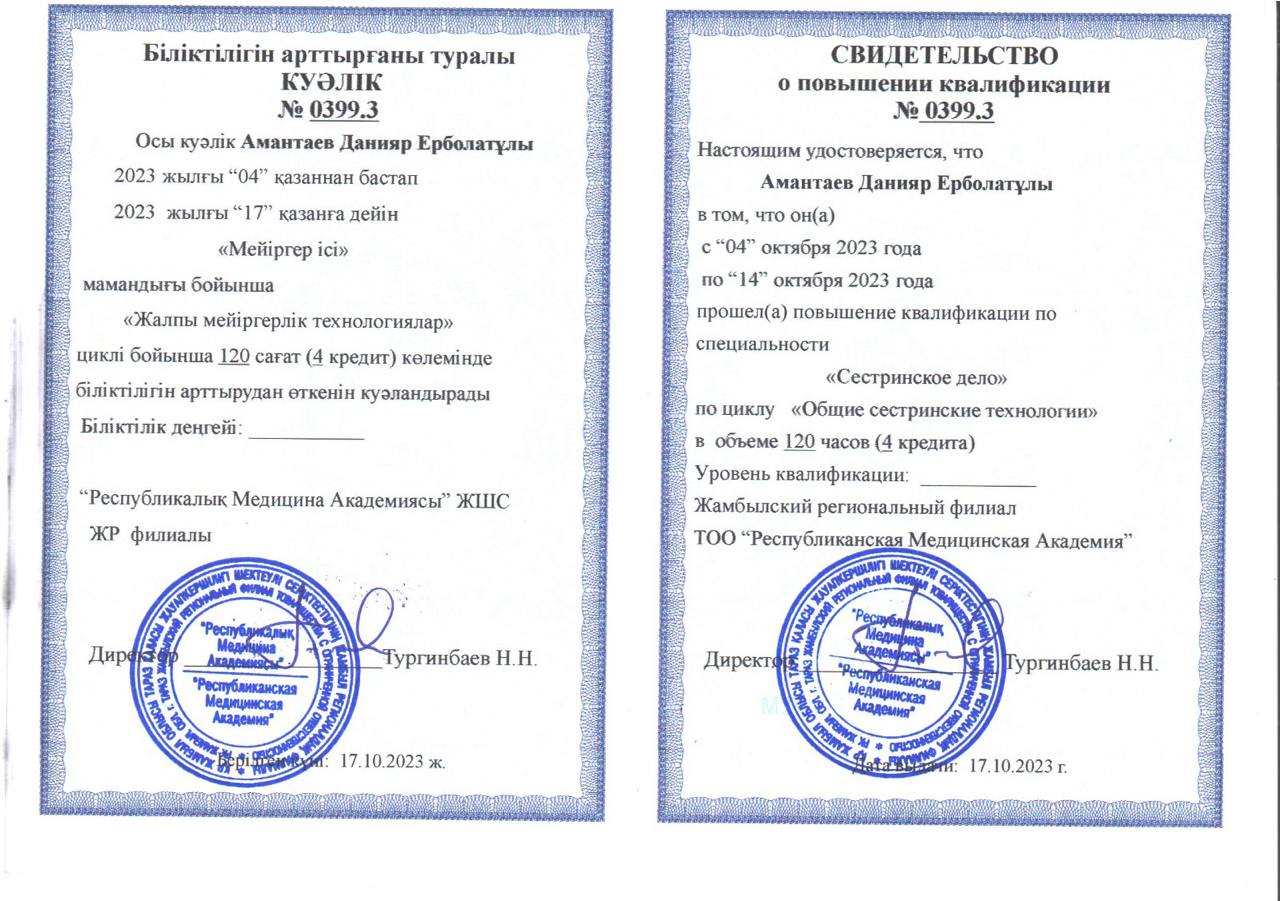 Біліктілігін арттырғаны туралы
КУӘЛІК
№ 0399.3
Осы куәлік Амантаев Данияр Ерболатұлы
2023 жылғы “04” қазаннан бастап
2023 жылғы “17” қазанға дейін
«Мейіргер ісі»
мамандығы бойынша
«Жалпы мейіргерлік технологиялар»
циклі бойынша 120 сағат (4 кредит) көлемінде
біліктілігін арттырудан өткенін куәландырады
Біліктілік деңгейі: ___________
“Республикалық Медицина Академиясы” ЖШС
ЖР филиалы
"Республикалық
Медицина
Академиясы"
"Республиканская
Медицинская
Академия"
Директор ___________________Тургинбаев Н.Н.
Берілген күні: 17.10.2023 ж.
СВИДЕТЕЛЬСТВО
о повышении квалификации
№ 0399.3
Настоящим удостоверяется, что
Амантаев Данияр Ерболатұлы
в том, что он(а)
с “04” октября 2023 года
по “14” октября 2023 года
прошел(а) повышение квалификации по
специальности
«Сестринское дело»
по циклу «Общие сестринские технологии»
в объеме 120 часов (4 кредита)
Уровень квалификации: ___________
Жамбылский региональный филиал
ТОО “Республиканская Медицинская Академия”
"Республикалық
Медицина
Академиясы"
"Республиканская
Медицинская
Академия"
Директор___________________ Тургинбаев Н.Н.
Дата выдачи: 17.10.2023 г.